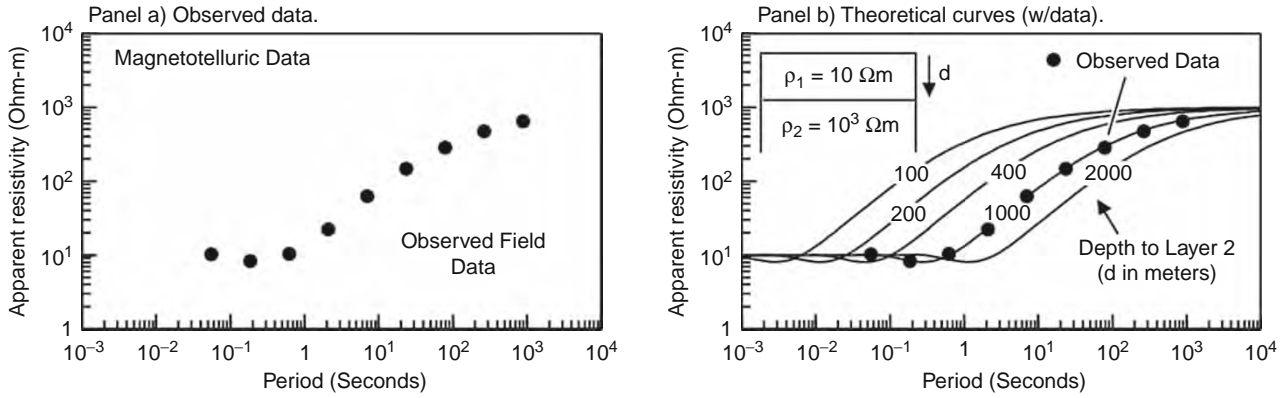 Panel a) Observed data.
Apparent resistivity (Ohm-m)
10⁴
10³
10²
10¹
1
Magnetotelluric Data
Observed Field
Data
10⁻³ 10⁻² 10⁻¹ 1 10¹ 10² 10³ 10⁴
Period (Seconds)
Panel b) Theoretical curves (w/data).
Apparent resistivity (Ohm-m)
10⁴
10³
10²
10¹
1
ρ₁ = 10 Ωm
d
ρ₂ = 10³ Ωm
Observed Data
100
200
400
1000
2000
Depth to Layer 2
(d in meters)
10⁻³ 10⁻² 10⁻¹ 1 10¹ 10² 10³ 10⁴
Period (Seconds)